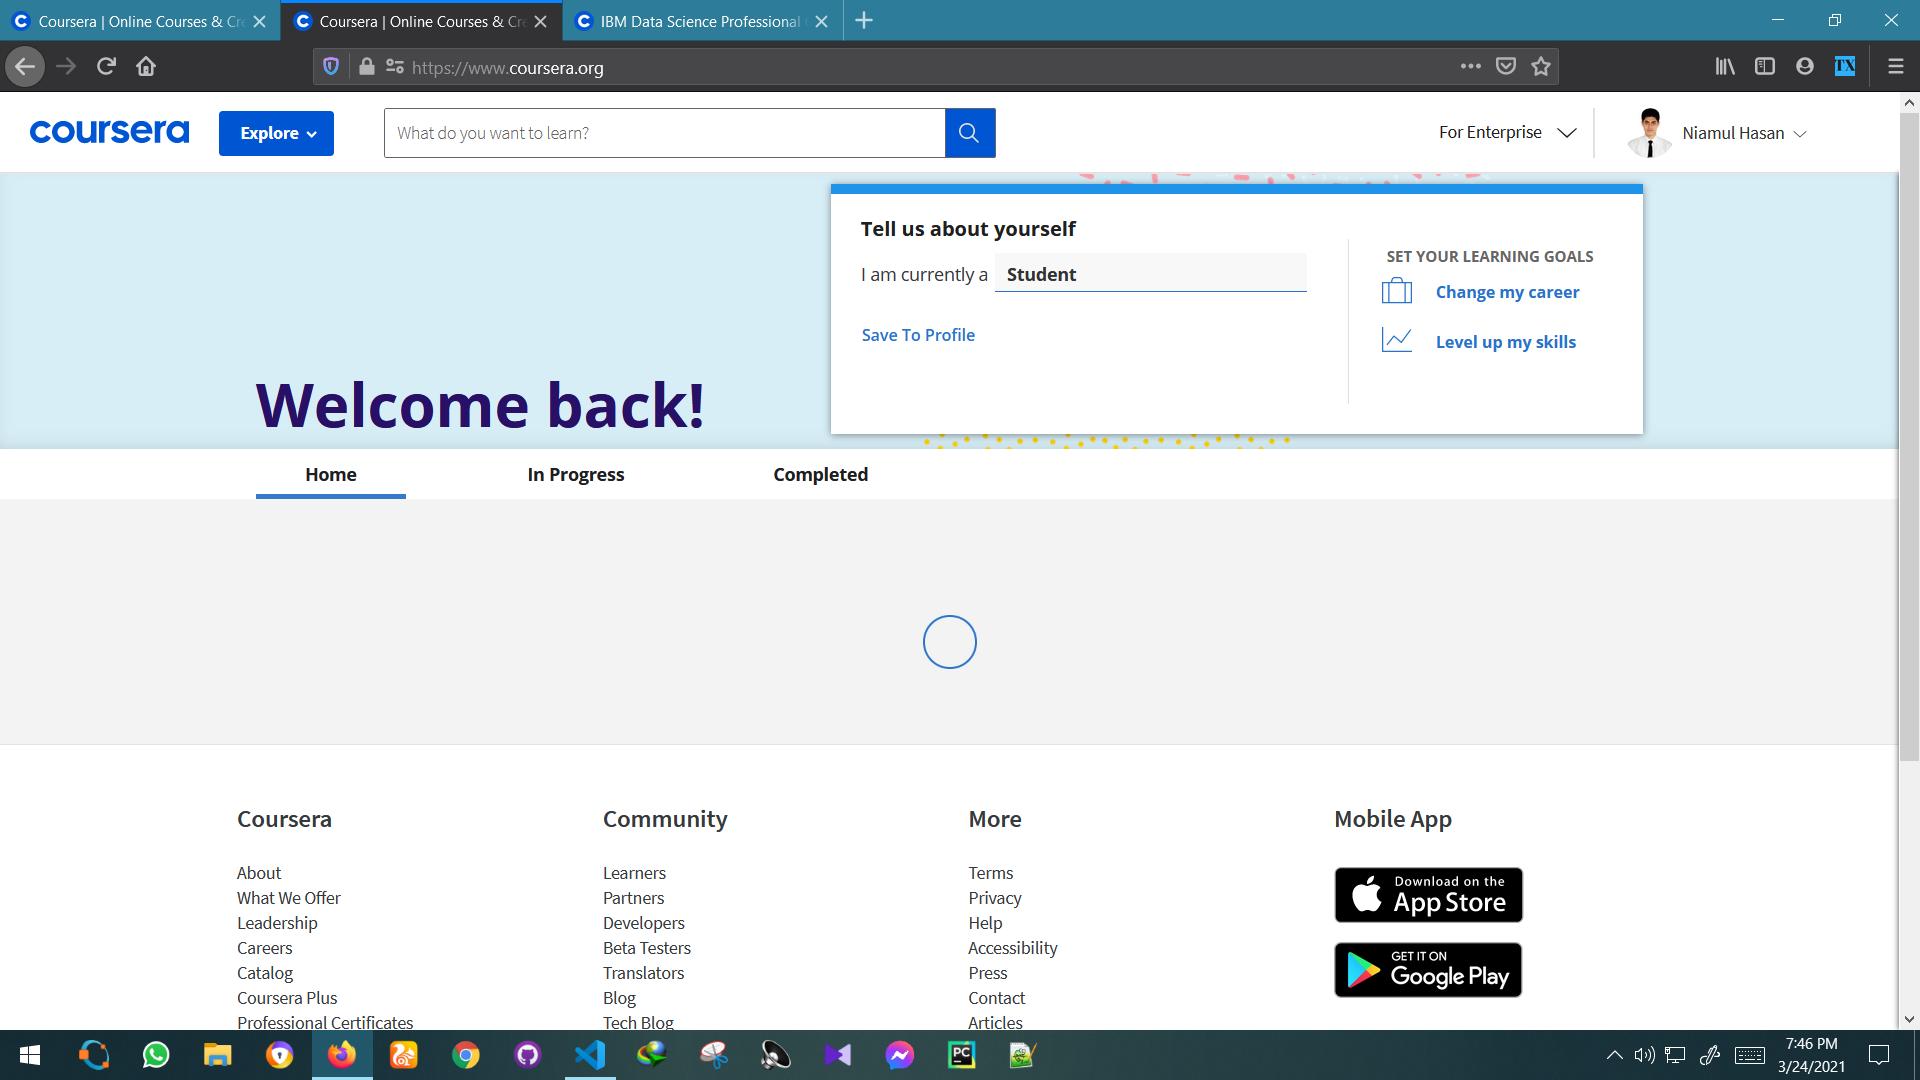 Coursera | Online Courses & Cre
Coursera | Online Courses & Cre
IBM Data Science Professional
https://www.coursera.org
TX
coursera
Explore
What do you want to learn?
For Enterprise
Niamul Hasan
Tell us about yourself
I am currently a Student
Save To Profile
SET YOUR LEARNING GOALS
Change my career
Level up my skills
Welcome back!
Home
In Progress
Completed
Coursera
About
What We Offer
Leadership
Careers
Catalog
Coursera Plus
Professional Certificates
Community
Learners
Partners
Developers
Beta Testers
Translators
Blog
Tech Blog
More
Terms
Privacy
Help
Accessibility
Press
Contact
Articles
Mobile App
Download on the
App Store
GET IT ON
Google Play
PC
7:46 PM
3/24/2021